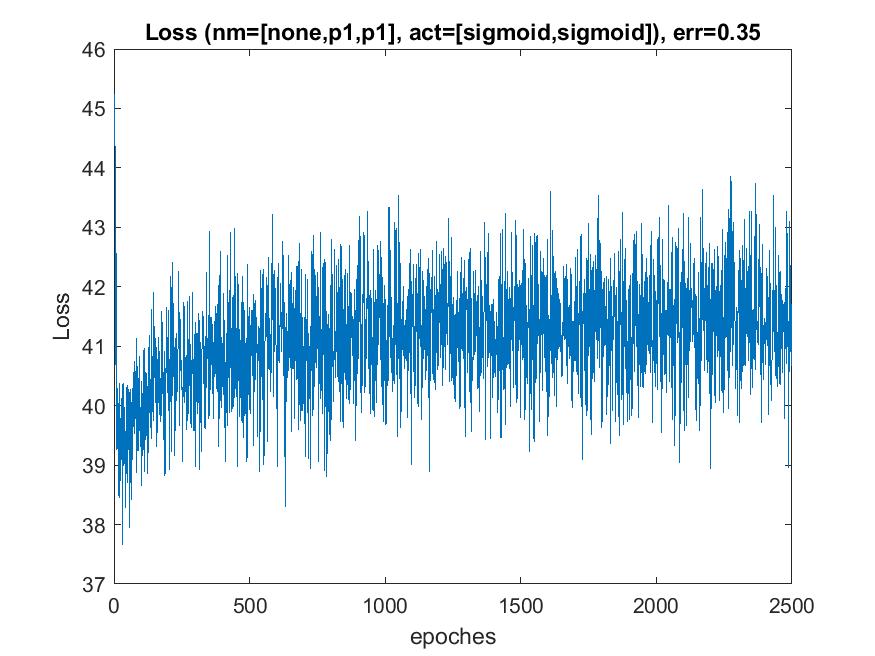 Loss (nm=[none,p1,p1], act=[sigmoid,sigmoid]), err=0.35
46
45
44
43
42
41
40
39
38
37
Loss
0 500 1000 1500 2000 2500
epoches